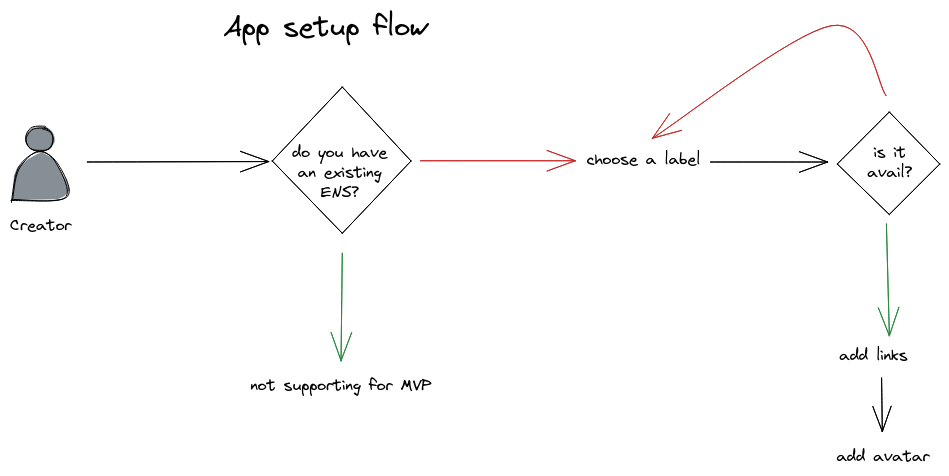 App setup flow
do you have
an existing
ENS?
choose a label
is it
avail?
Creator
add links
not supporting for MVP
add avatar